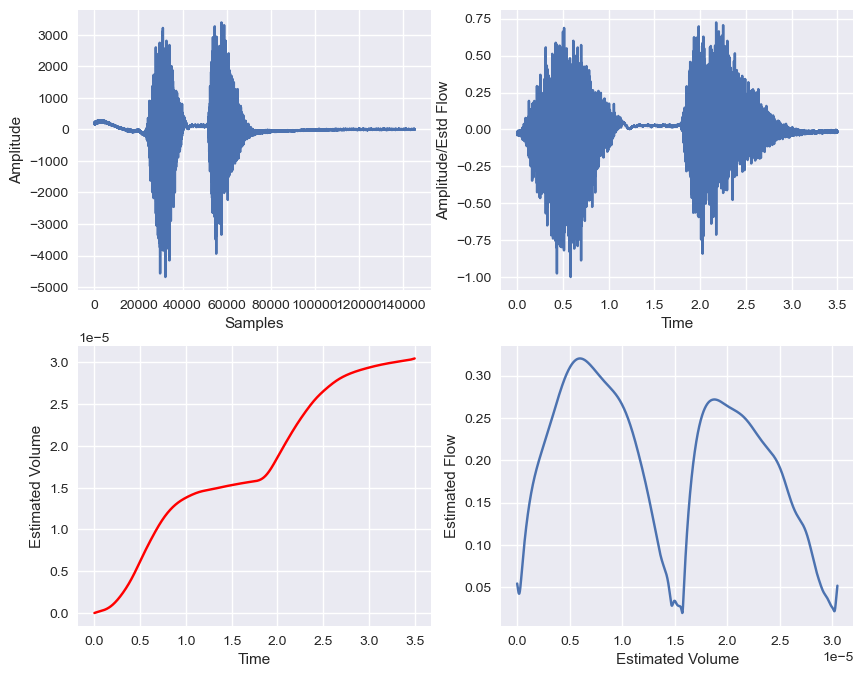 3000
2000
1000
0
−1000
−2000
−3000
−4000
−5000
Amplitude
0 20000 40000 60000 80000 100000 120000 140000
Samples
0.75
0.50
0.25
0.00
−0.25
−0.50
−0.75
−1.00
Amplitude/Estd Flow
0.0 0.5 1.0 1.5 2.0 2.5 3.0 3.5
Time
1e−5
3.0
2.5
2.0
1.5
1.0
0.5
0.0
Estimated Volume
0.0 0.5 1.0 1.5 2.0 2.5 3.0 3.5
Time
0.30
0.25
0.20
0.15
0.10
0.05
Estimated Flow
0.0 0.5 1.0 1.5 2.0 2.5 3.0
1e−5
Estimated Volume